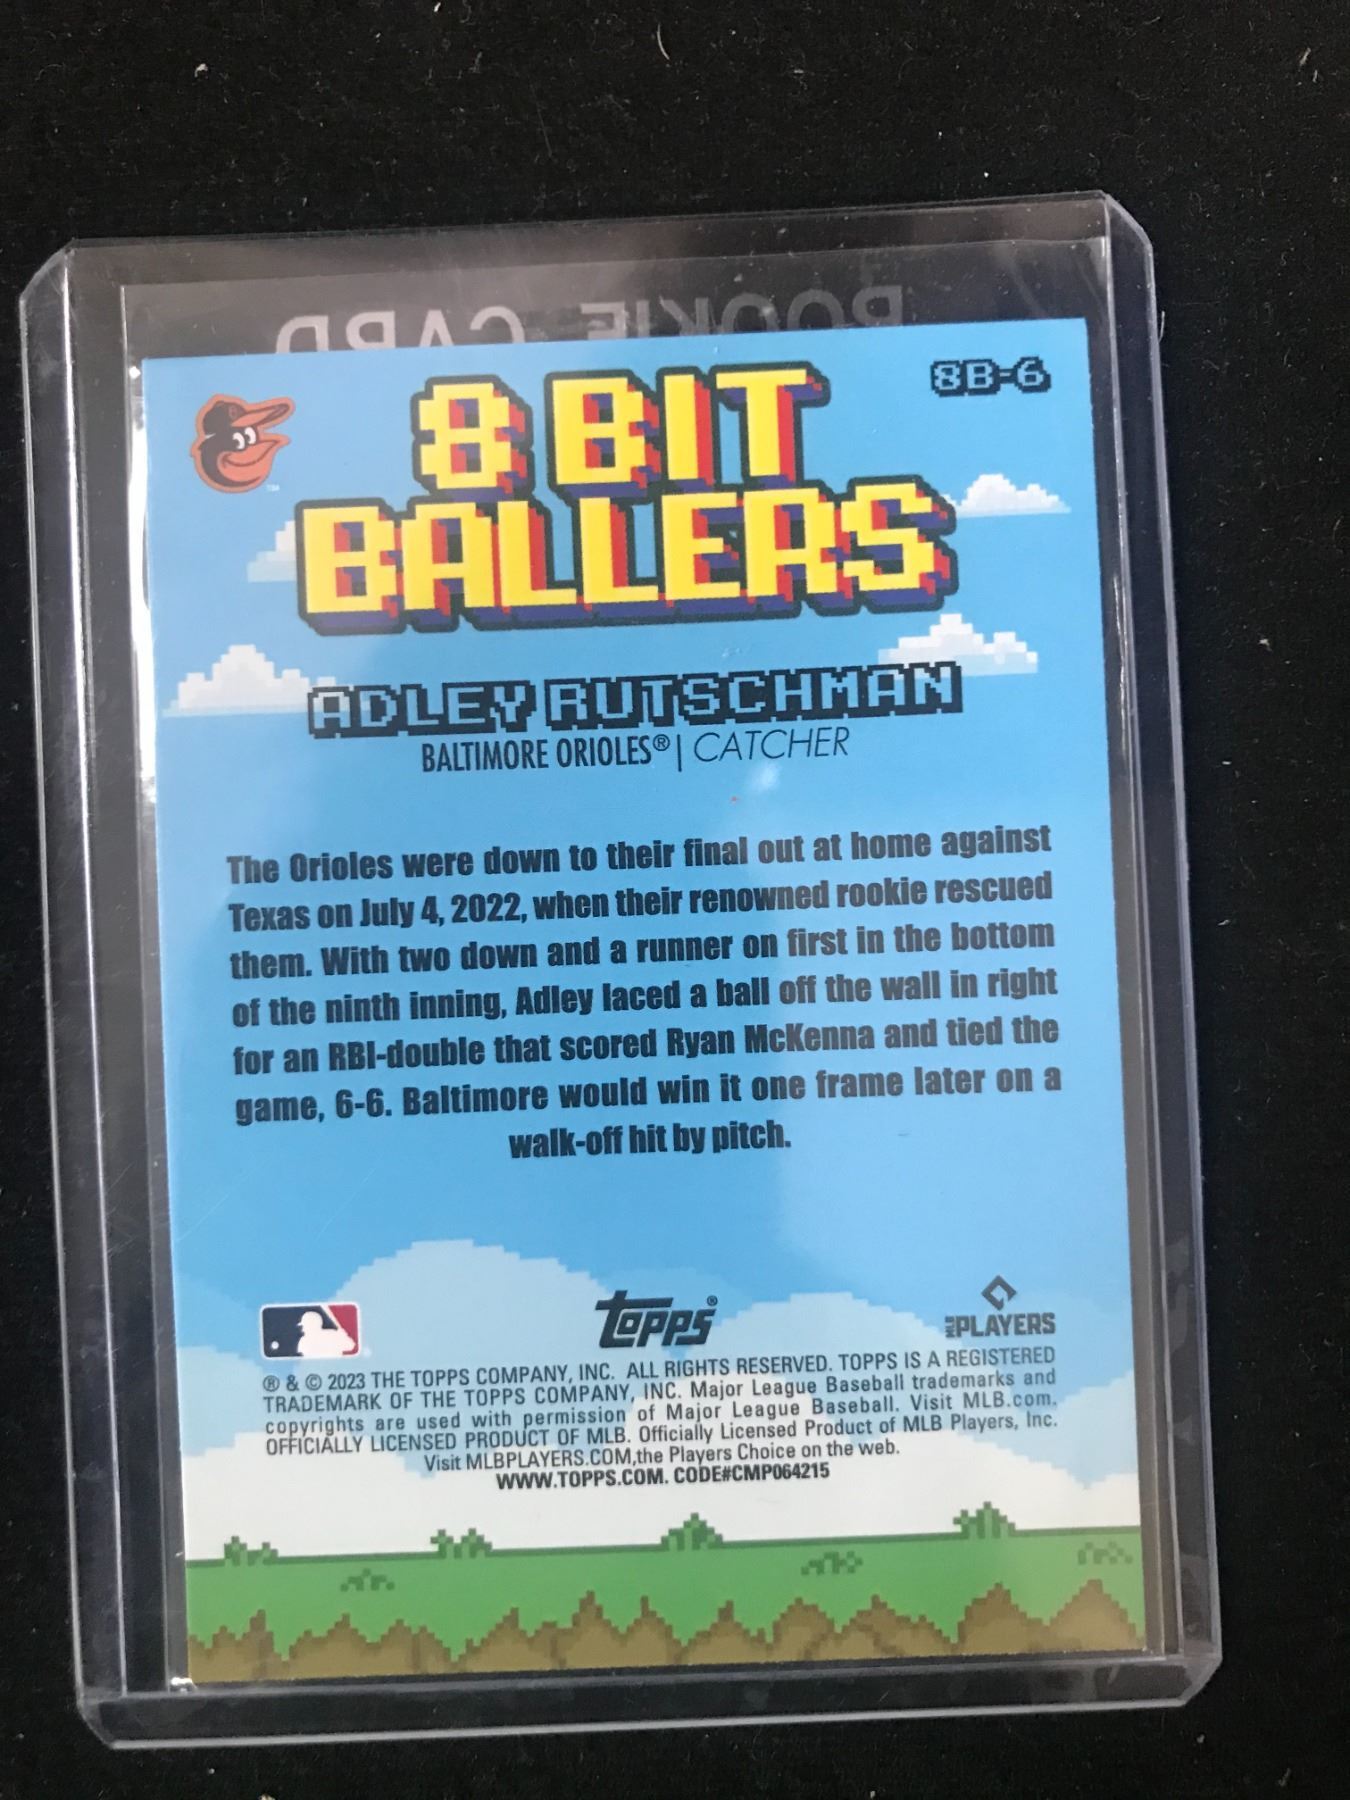 ROOKIE CARD
8B-6
8 BIT
BALLERS
ADLEY RUTSCHMAN
BALTIMORE ORIOLES® | CATCHER
The Orioles were down to their final out at home against
Texas on July 4, 2022, when their renowned rookie rescued
them. With two down and a runner on first in the bottom
of the ninth inning, Adley laced a ball off the wall in right
for an RBI-double that scored Ryan McKenna and tied the
game, 6-6. Baltimore would win it one frame later on a
walk-off hit by pitch.
Topps®
MLB PLAYERS
® & © 2023 THE TOPPS COMPANY, INC. ALL RIGHTS RESERVED. TOPPS IS A REGISTERED
TRADEMARK OF THE TOPPS COMPANY, INC. Major League Baseball trademarks and
copyrights are used with permission of Major League Baseball. Visit MLB.com.
OFFICIALLY LICENSED PRODUCT OF MLB. Officially Licensed Product of MLB Players, Inc.
Visit MLBPLAYERS.COM,the Players Choice on the web.
WWW.TOPPS.COM. CODE#CMP064215